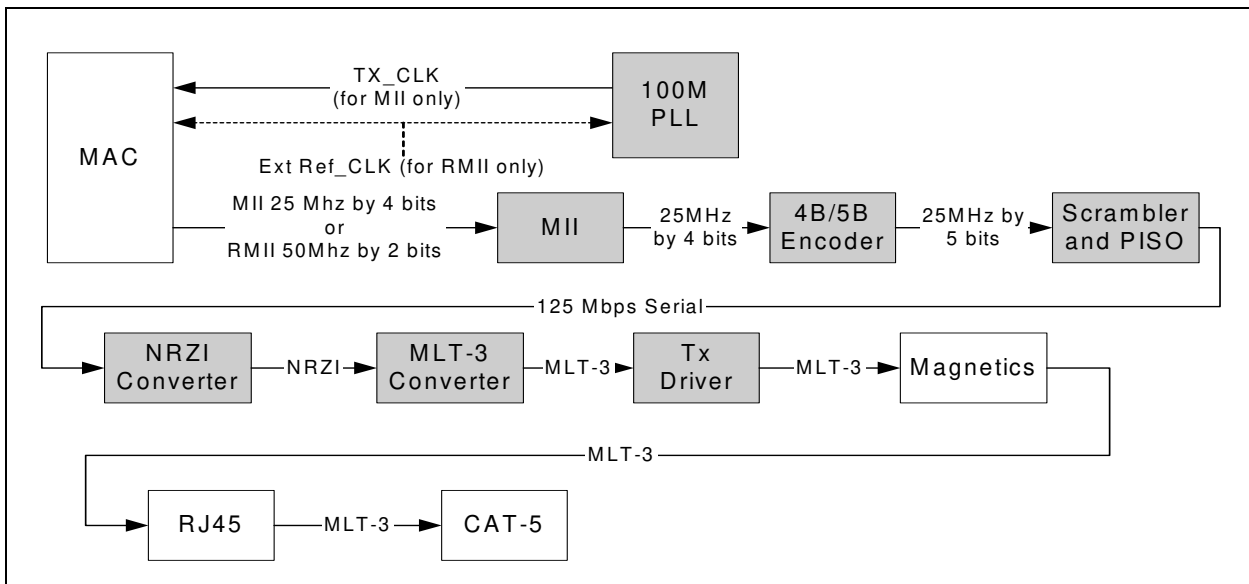 MAC
TX_CLK
(for MII only)
100M
PLL
Ext Ref_CLK (for RMII only)
MII 25 Mhz by 4 bits
or
RMII 50Mhz by 2 bits
MII
25MHz
by 4 bits
4B/5B
Encoder
25MHz by
5 bits
Scrambler
and PISO
125 Mbps Serial
NRZI
Converter
NRZI
MLT-3
Converter
MLT-3
Tx
Driver
MLT-3
Magnetics
MLT-3
RJ45
MLT-3
CAT-5